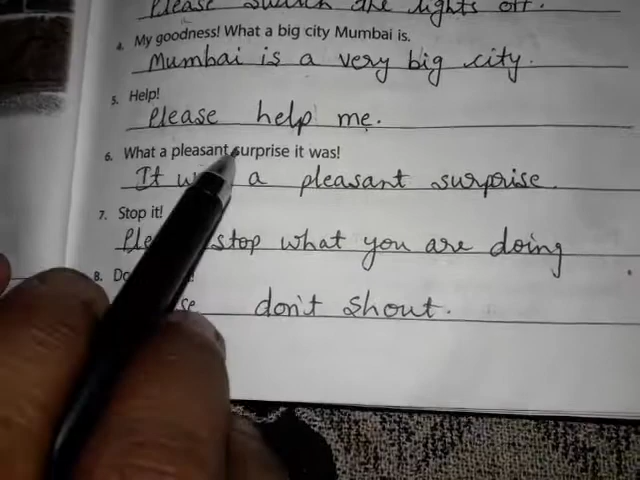 Please switch the lights off.
4. My goodness! What a big city Mumbai is.
Mumbai is a very big city.
5. Help!
Please help me.
6. What a pleasant surprise it was!
It a pleasant surprise.
7. Stop it!
stop what you are doing
8.
don't shout.